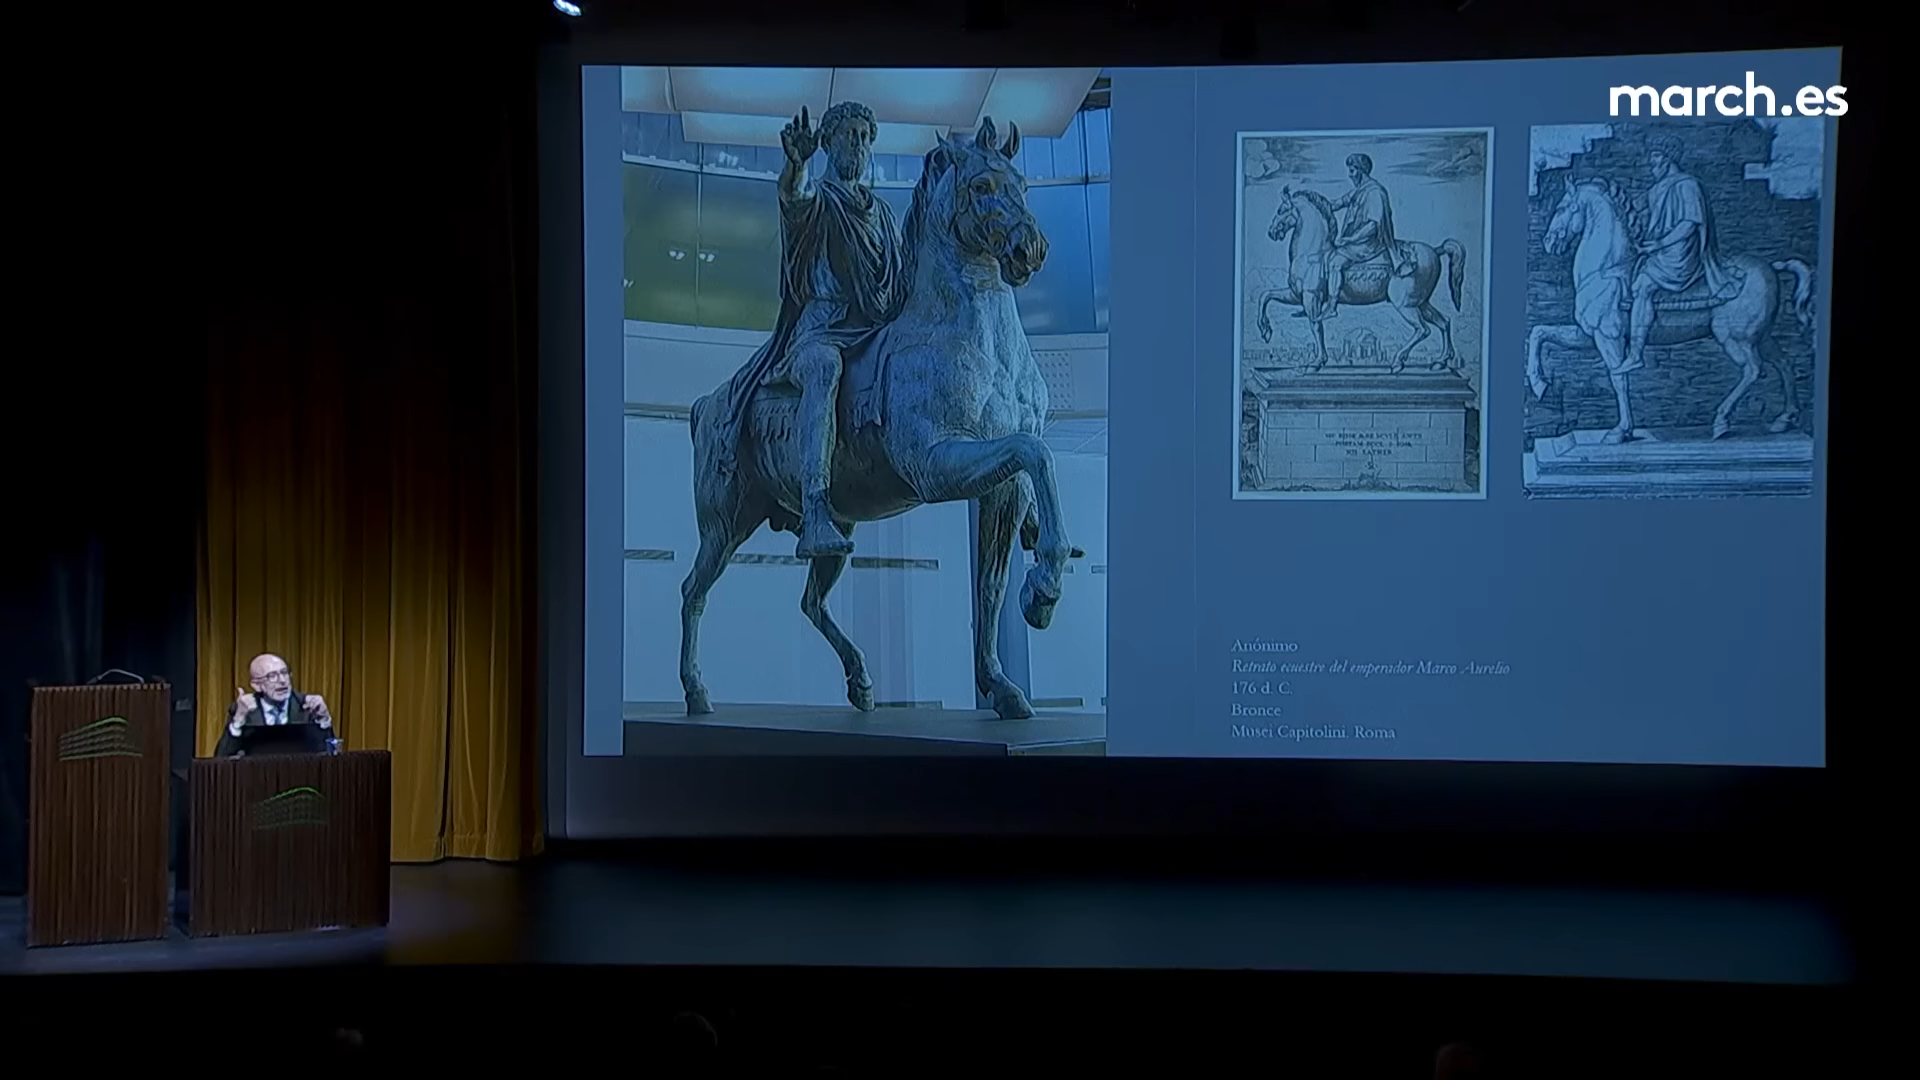 march.es
Anónimo
Retrato ecuestre del emperador Marco Aurelio
176 d. C.
Bronce
Musei Capitolini. Roma